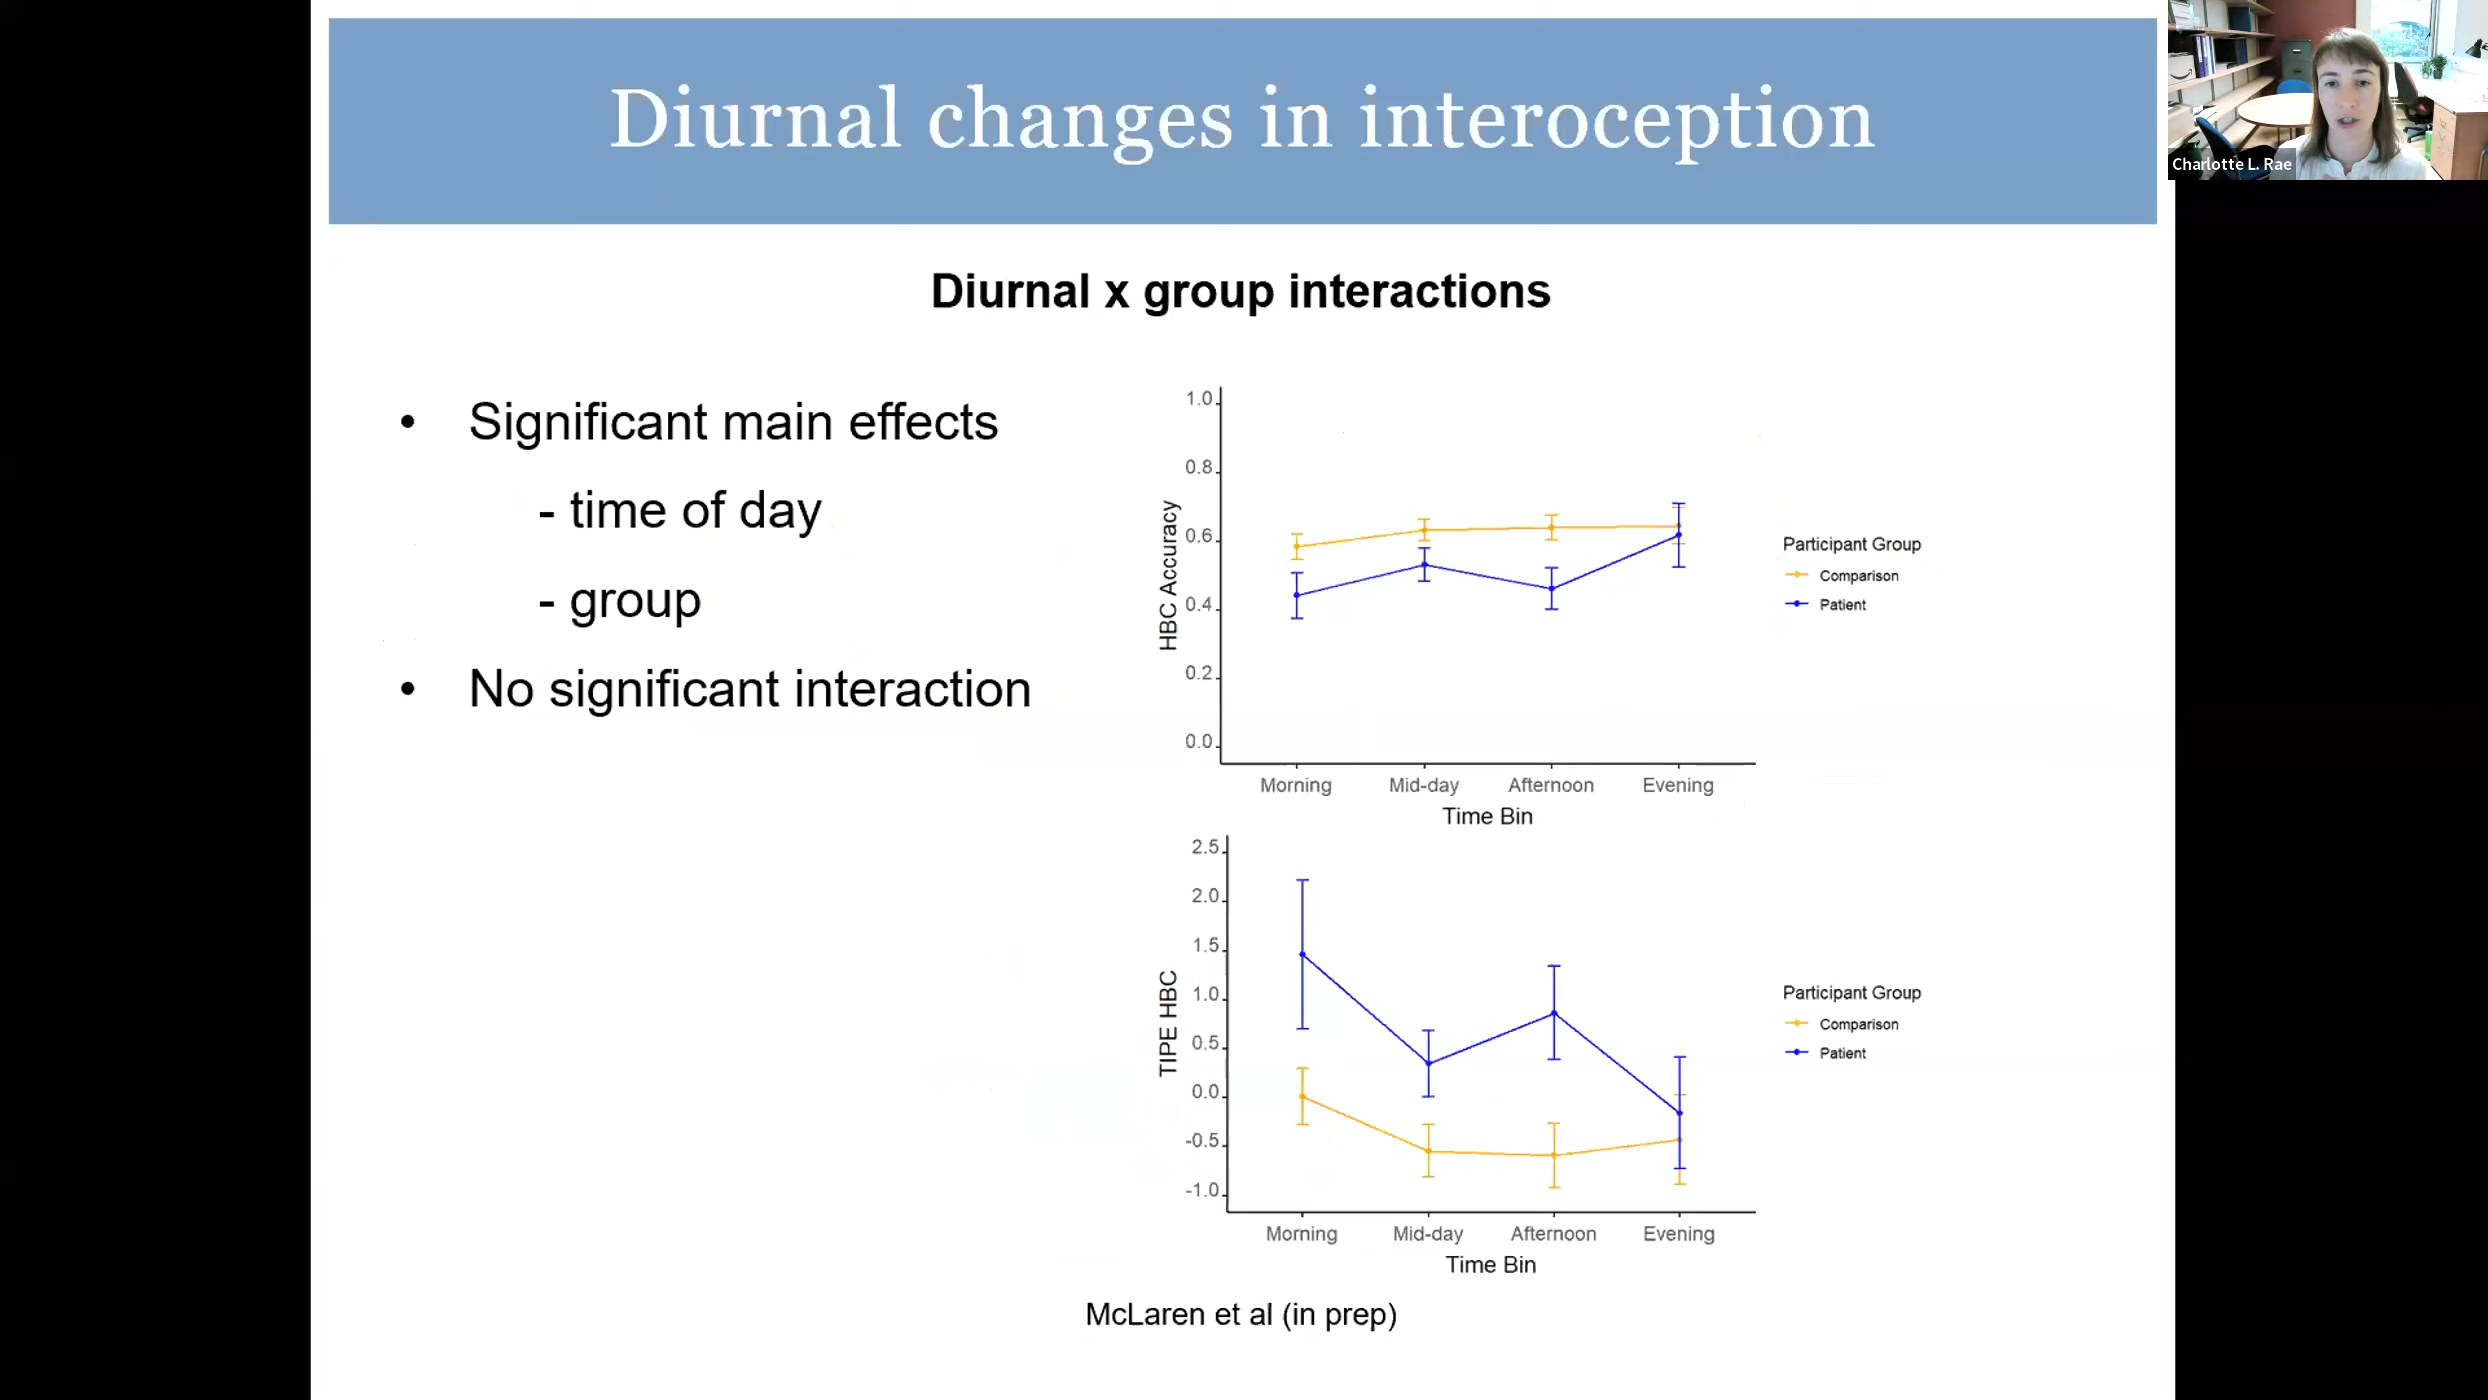 Diurnal changes in interoception
Charlotte L. Rae
Diurnal x group interactions
• Significant main effects
- time of day
- group
• No significant interaction
HBC Accuracy
1.0
0.8
0.6
0.4
0.2
0.0
Morning Mid-day Afternoon Evening
Time Bin
Participant Group
Comparison
Patient
TIPE HBC
2.5
2.0
1.5
1.0
0.5
0.0
-0.5
-1.0
Morning Mid-day Afternoon Evening
Time Bin
Participant Group
Comparison
Patient
McLaren et al (in prep)